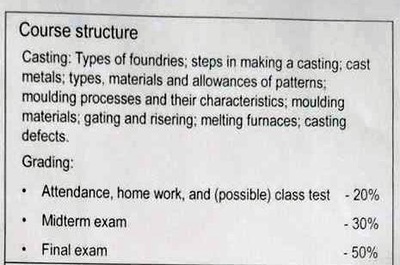 Course structure
Casting: Types of foundries; steps in making a casting; cast
metals; types, materials and allowances of patterns;
moulding processes and their characteristics; moulding
materials; gating and risering; melting furnaces; casting
defects.
Grading:
• Attendance, home work, and (possible) class test - 20%
• Midterm exam - 30%
• Final exam - 50%